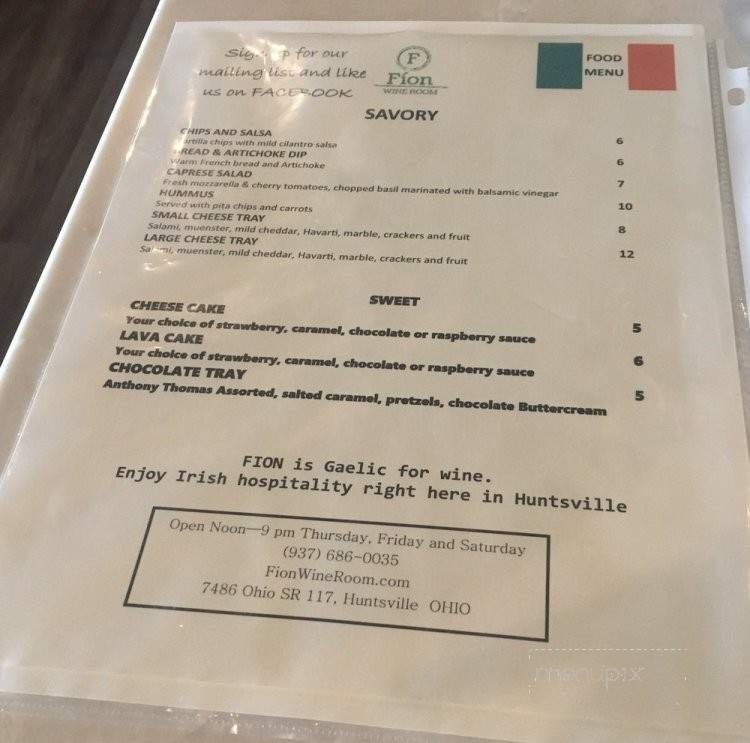 Sign up for our
mailing list and like
us on FACEBOOK
F
Fíon
WINE ROOM
FOOD
MENU
SAVORY
CHIPS AND SALSA
Tortilla chips with mild cilantro salsa 6
BREAD & ARTICHOKE DIP
Warm French bread and Artichoke 6
CAPRESE SALAD
Fresh mozzarella & cherry tomatoes, chopped basil marinated with balsamic vinegar 7
HUMMUS
Served with pita chips and carrots 10
SMALL CHEESE TRAY
Salami, muenster, mild cheddar, Havarti, marble, crackers and fruit 8
LARGE CHEESE TRAY
Salami, muenster, mild cheddar, Havarti, marble, crackers and fruit 12
SWEET
CHEESE CAKE
Your choice of strawberry, caramel, chocolate or raspberry sauce 5
LAVA CAKE
Your choice of strawberry, caramel, chocolate or raspberry sauce 6
CHOCOLATE TRAY
Anthony Thomas Assorted, salted caramel, pretzels, chocolate Buttercream 5
FION is Gaelic for wine.
Enjoy Irish hospitality right here in Huntsville
Open Noon—9 pm Thursday, Friday and Saturday
(937) 686-0035
FionWineRoom.com
7486 Ohio SR 117, Huntsville OHIO
menupix